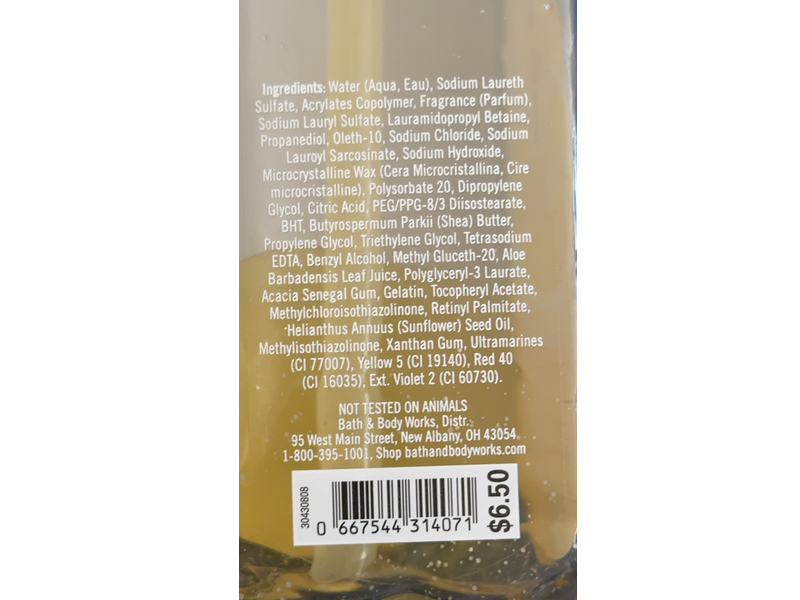 Ingredients: Water (Aqua, Eau), Sodium Laureth
Sulfate, Acrylates Copolymer, Fragrance (Parfum),
Sodium Lauryl Sulfate, Lauramidopropyl Betaine,
Propanediol, Oleth-10, Sodium Chloride, Sodium
Lauroyl Sarcosinate, Sodium Hydroxide,
Microcrystalline Wax (Cera Microcristallina, Cire
microcristalline), Polysorbate 20, Dipropylene
Glycol, Citric Acid, PEG/PPG-8/3 Diisostearate,
BHT, Butyrospermum Parkii (Shea) Butter,
Propylene Glycol, Triethylene Glycol, Tetrasodium
EDTA, Benzyl Alcohol, Methyl Gluceth-20, Aloe
Barbadensis Leaf Juice, Polyglyceryl-3 Laurate,
Acacia Senegal Gum, Gelatin, Tocopheryl Acetate,
Methylchloroisothiazolinone, Retinyl Palmitate,
Helianthus Annuus (Sunflower) Seed Oil,
Methylisothiazolinone, Xanthan Gum, Ultramarines
(CI 77007), Yellow 5 (CI 19140), Red 40
(CI 16035), Ext. Violet 2 (CI 60730).
NOT TESTED ON ANIMALS
Bath & Body Works, Distr.
95 West Main Street, New Albany, OH 43054
1-800-395-1001, Shop bathandbodyworks.com
30430808
0 667544 314071
$6.50